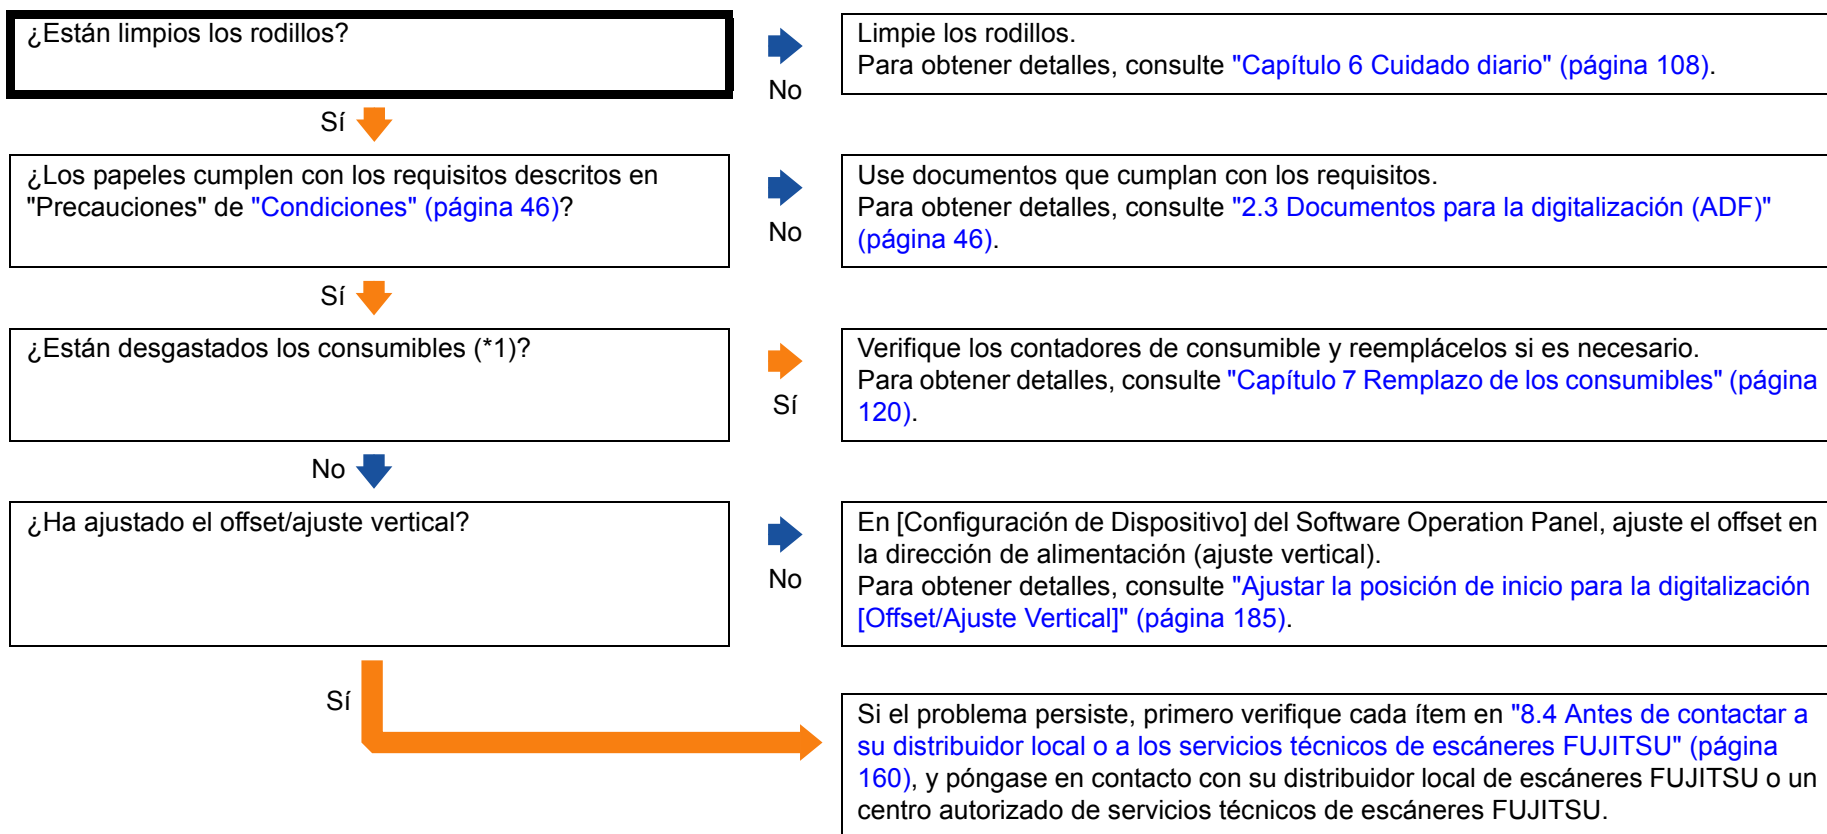 ¿Están limpios los rodillos?
No
Limpie los rodillos.
Para obtener detalles, consulte "Capítulo 6 Cuidado diario" (página 108).
Sí
¿Los papeles cumplen con los requisitos descritos en
"Precauciones" de "Condiciones" (página 46)?
No
Use documentos que cumplan con los requisitos.
Para obtener detalles, consulte "2.3 Documentos para la digitalización (ADF)"
(página 46).
Sí
¿Están desgastados los consumibles (*1)?
Sí
Verifique los contadores de consumible y reemplácelos si es necesario.
Para obtener detalles, consulte "Capítulo 7 Remplazo de los consumibles" (página
120).
No
¿Ha ajustado el offset/ajuste vertical?
No
En [Configuración de Dispositivo] del Software Operation Panel, ajuste el offset en
la dirección de alimentación (ajuste vertical).
Para obtener detalles, consulte "Ajustar la posición de inicio para la digitalización
[Offset/Ajuste Vertical]" (página 185).
Sí
Si el problema persiste, primero verifique cada ítem en "8.4 Antes de contactar a
su distribuidor local o a los servicios técnicos de escáneres FUJITSU" (página
160), y póngase en contacto con su distribuidor local de escáneres FUJITSU o un
centro autorizado de servicios técnicos de escáneres FUJITSU.